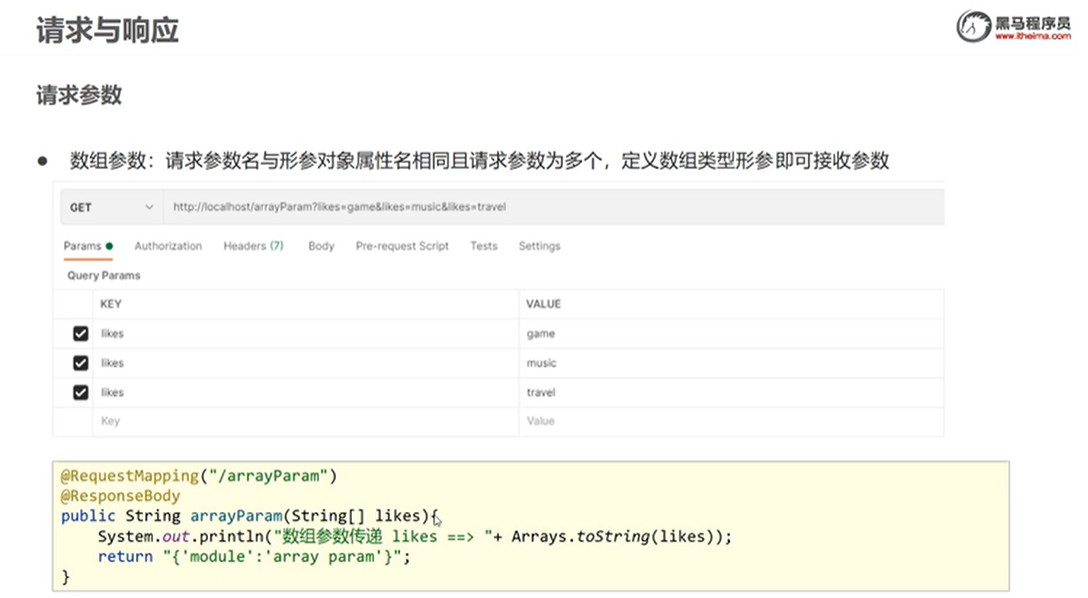 请求与响应
黑马程序员
www.itheima.com
请求参数
● 数组参数：请求参数名与形参对象属性名相同且请求参数为多个，定义数组类型形参即可接收参数
GET http://localhost/arrayParam?likes=game&likes=music&likes=travel
Params Authorization Headers (7) Body Pre-request Script Tests Settings
Query Params
KEY VALUE
likes game
likes music
likes travel
Key Value
@RequestMapping("/arrayParam")
@ResponseBody
public String arrayParam(String[] likes){
System.out.println("数组参数传递 likes ==> "+ Arrays.toString(likes));
return "{'module':'array param'}";
}